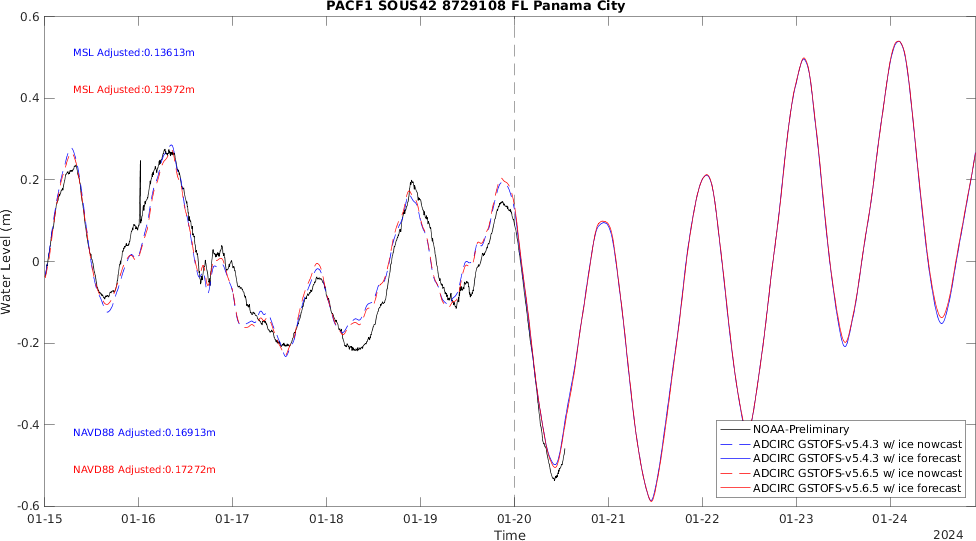 PACF1 SOUS42 8729108 FL Panama City
0.6
0.4
0.2
0
-0.2
-0.4
-0.6
Water Level (m)
MSL Adjusted:0.13613m
MSL Adjusted:0.13972m
NAVD88 Adjusted:0.16913m
NAVD88 Adjusted:0.17272m
NOAA-Preliminary
ADCIRC GSTOFS-v5.4.3 w/ ice nowcast
ADCIRC GSTOFS-v5.4.3 w/ ice forecast
ADCIRC GSTOFS-v5.6.5 w/ ice nowcast
ADCIRC GSTOFS-v5.6.5 w/ ice forecast
01-15 01-16 01-17 01-18 01-19 01-20 01-21 01-22 01-23 01-24
Time
2024